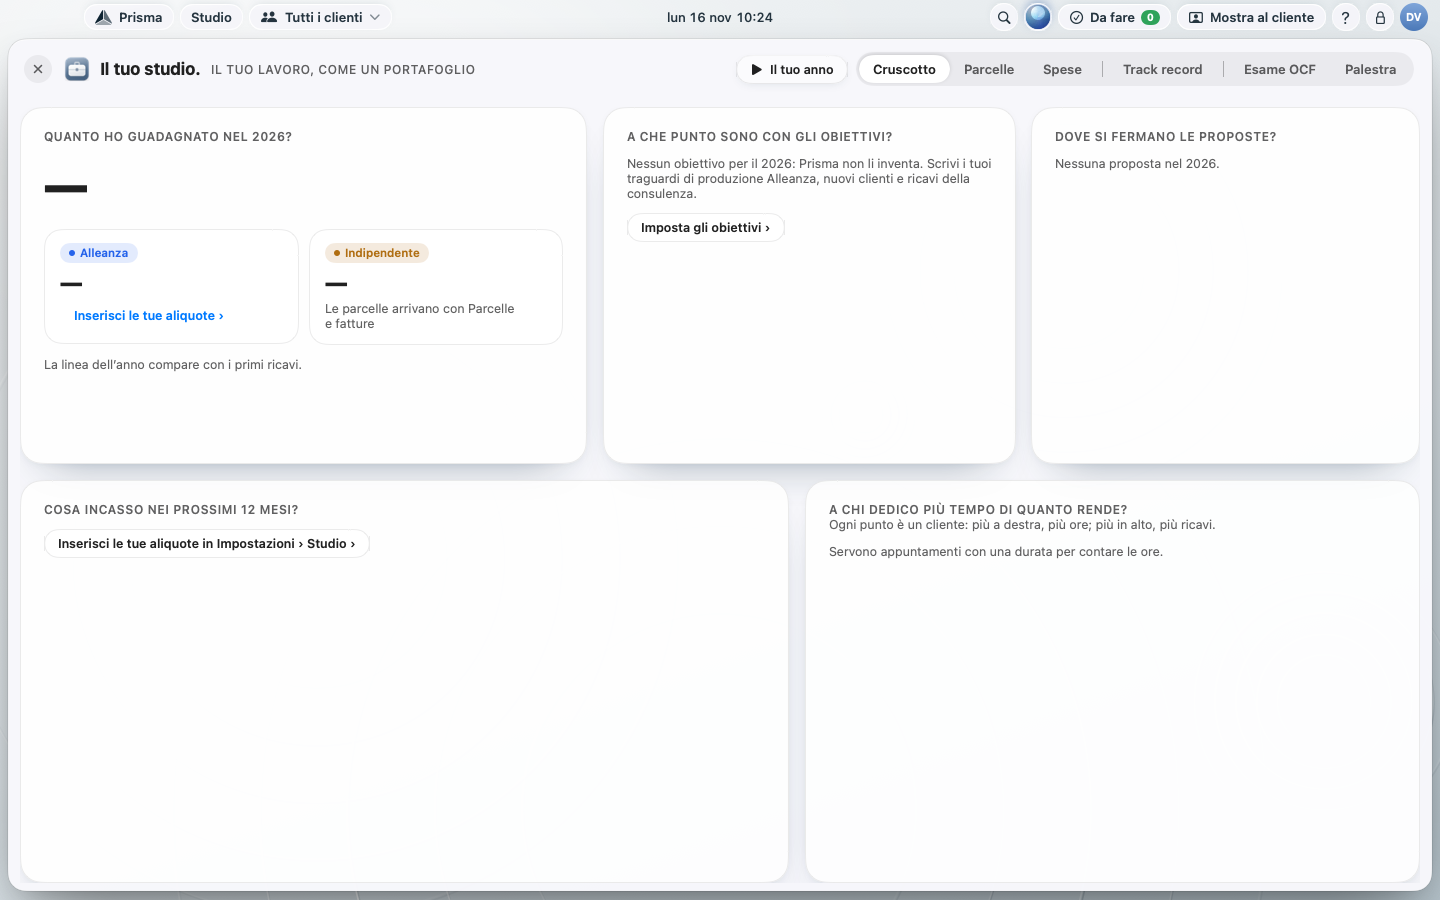 Prisma
Studio
Tutti i clienti
lun 16 nov 10:24
Da fare 0
Mostra al cliente
?
DV
Il tuo studio. IL TUO LAVORO, COME UN PORTAFOGLIO
Il tuo anno
Cruscotto
Parcelle
Spese
Track record
Esame OCF
Palestra
QUANTO HO GUADAGNATO NEL 2026?
—
Alleanza
—
Inserisci le tue aliquote ›
Indipendente
—
Le parcelle arrivano con Parcelle
e fatture
La linea dell’anno compare con i primi ricavi.
A CHE PUNTO SONO CON GLI OBIETTIVI?
Nessun obiettivo per il 2026: Prisma non li inventa. Scrivi i tuoi
traguardi di produzione Alleanza, nuovi clienti e ricavi della
consulenza.
Imposta gli obiettivi ›
DOVE SI FERMANO LE PROPOSTE?
Nessuna proposta nel 2026.
COSA INCASSO NEI PROSSIMI 12 MESI?
Inserisci le tue aliquote in Impostazioni › Studio ›
A CHI DEDICO PIÙ TEMPO DI QUANTO RENDE?
Ogni punto è un cliente: più a destra, più ore; più in alto, più ricavi.
Servono appuntamenti con una durata per contare le ore.